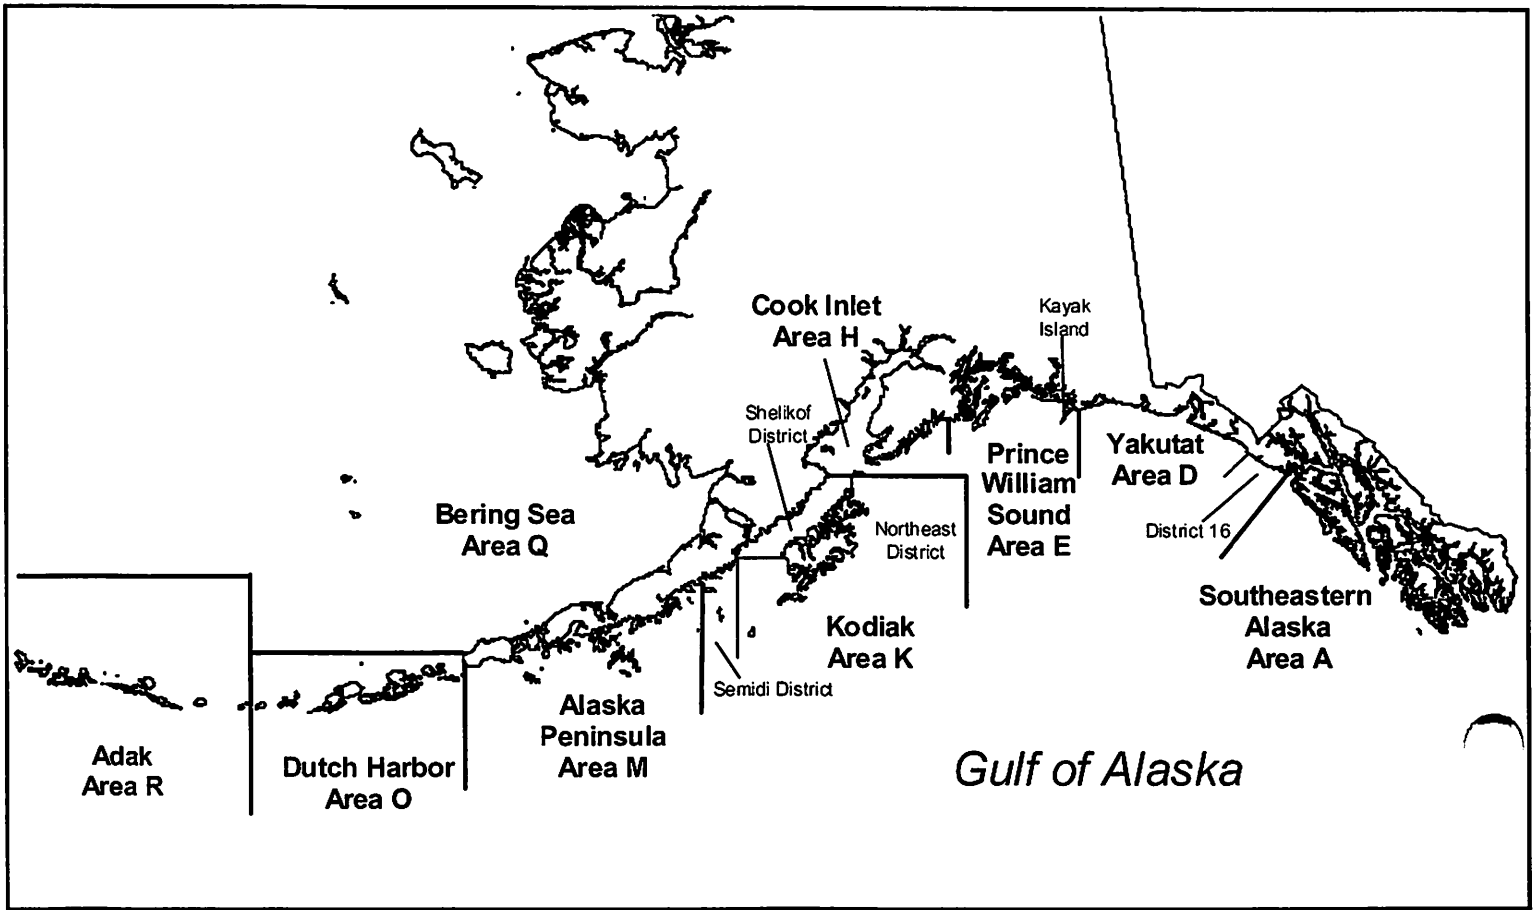 Cook Inlet
Area H
Kayak
Island
Shelikof
District
Prince
William
Sound
Area E
Yakutat
Area D
District 16
Bering Sea
Area Q
Northeast
District
Southeastern
Alaska
Area A
Kodiak
Area K
Semidi District
Alaska
Peninsula
Area M
Adak
Area R
Dutch Harbor
Area O
Gulf of Alaska